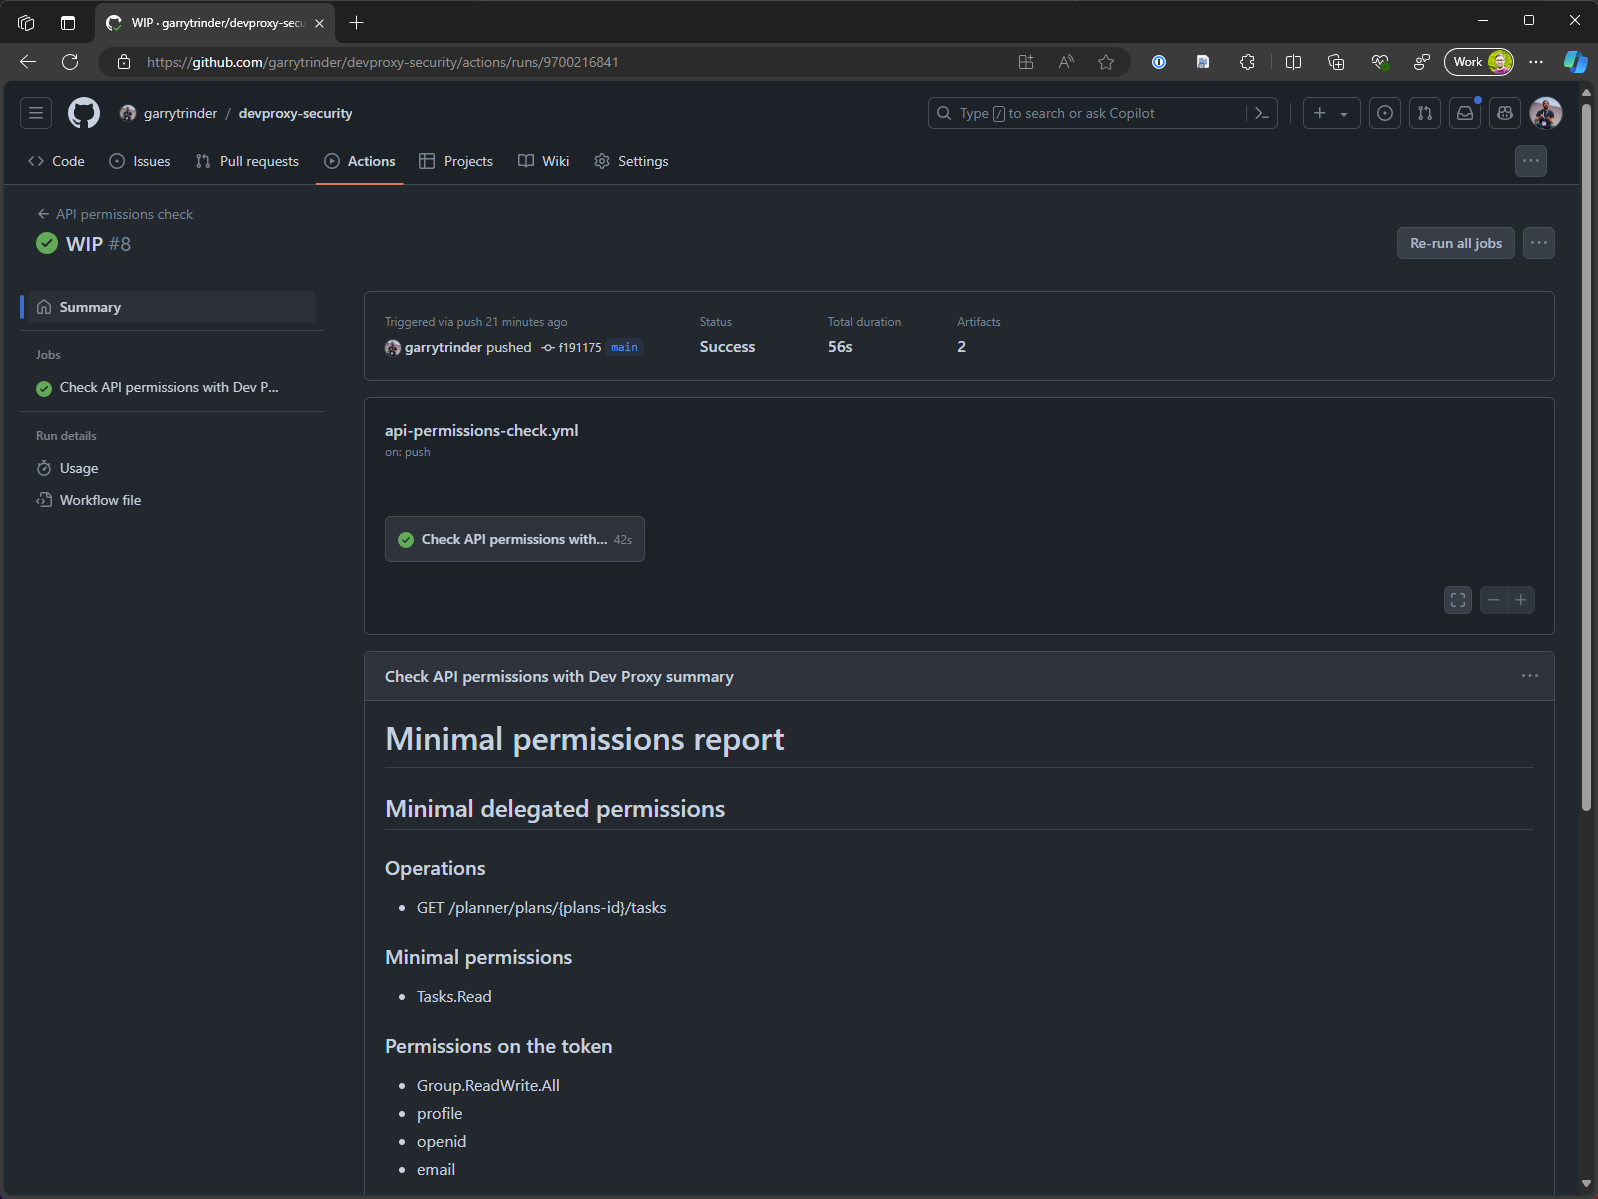 WIP · garrytrinder/devproxy-secu
https://github.com/garrytrinder/devproxy-security/actions/runs/9700216841
Work
garrytrinder / devproxy-security
Type / to search or ask Copilot
Code
Issues
Pull requests
Actions
Projects
Wiki
Settings
API permissions check
WIP #8
Re-run all jobs
Summary
Jobs
Check API permissions with Dev P...
Run details
Usage
Workflow file
Triggered via push 21 minutes ago
garrytrinder pushed f191175 main
Status
Success
Total duration
56s
Artifacts
2
api-permissions-check.yml
on: push
Check API permissions with... 42s
Check API permissions with Dev Proxy summary
Minimal permissions report
Minimal delegated permissions
Operations
• GET /planner/plans/{plans-id}/tasks
Minimal permissions
• Tasks.Read
Permissions on the token
• Group.ReadWrite.All
• profile
• openid
• email